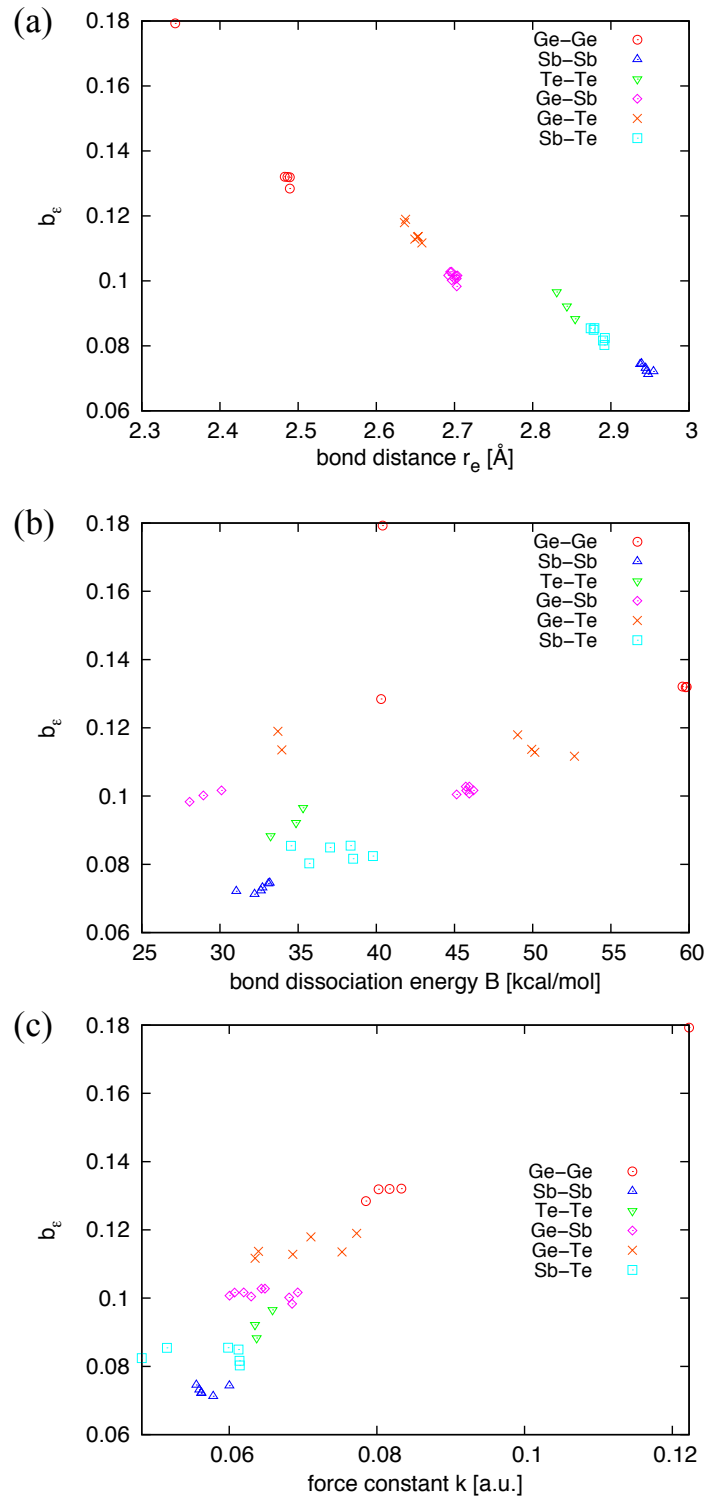 (a)
0.18
0.16
0.14
0.12
0.1
0.08
0.06
b_ε
Ge−Ge
Sb−Sb
Te−Te
Ge−Sb
Ge−Te
Sb−Te
2.3 2.4 2.5 2.6 2.7 2.8 2.9 3
bond distance r_e [Å]
(b)
0.18
0.16
0.14
0.12
0.1
0.08
0.06
b_ε
Ge−Ge
Sb−Sb
Te−Te
Ge−Sb
Ge−Te
Sb−Te
25 30 35 40 45 50 55 60
bond dissociation energy B [kcal/mol]
(c)
0.18
0.16
0.14
0.12
0.1
0.08
0.06
b_ε
Ge−Ge
Sb−Sb
Te−Te
Ge−Sb
Ge−Te
Sb−Te
0.06 0.08 0.1 0.12
force constant k [a.u.]